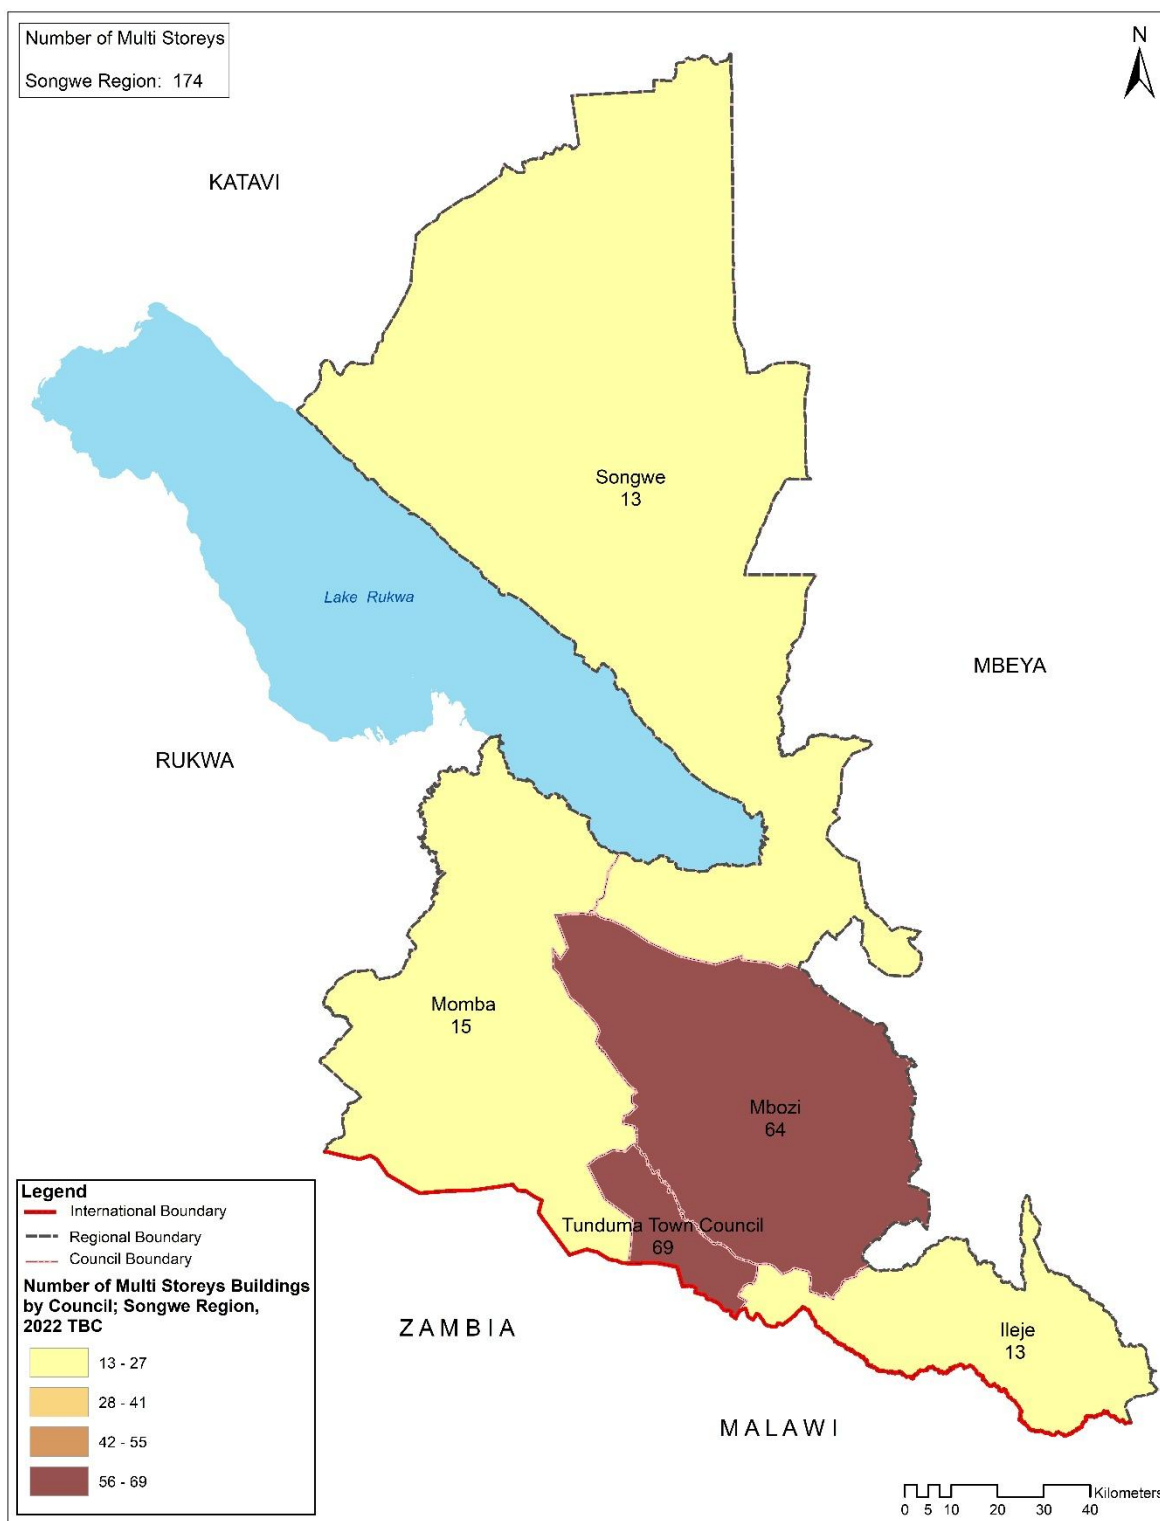 Number of Multi Storeys
Songwe Region: 174
N
KATAVI
Songwe
13
Lake Rukwa
MBEYA
RUKWA
Momba
15
Mbozi
64
Tunduma Town Council
69
Ileje
13
ZAMBIA
MALAWI
Legend
International Boundary
Regional Boundary
Council Boundary
Number of Multi Storeys Buildings
by Council; Songwe Region,
2022 TBC
13 - 27
28 - 41
42 - 55
56 - 69
Kilometers
0 5 10 20 30 40